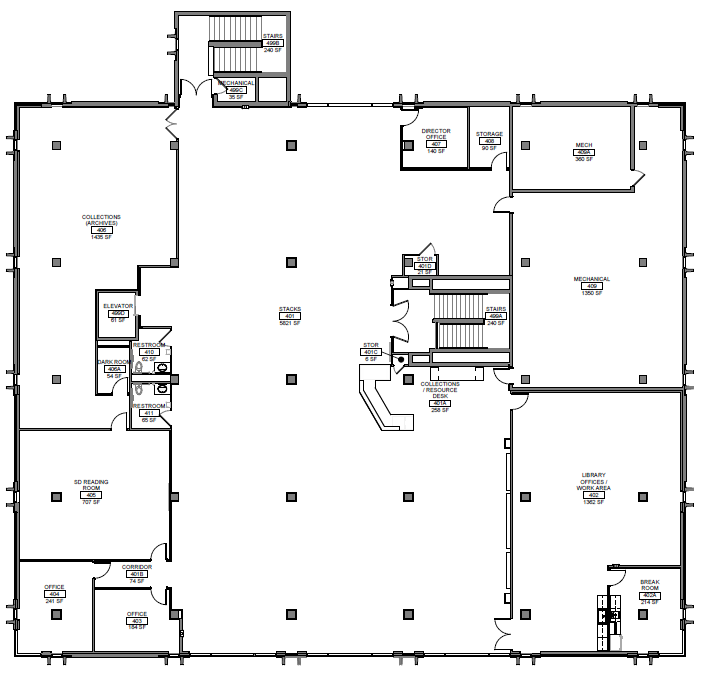 STAIRS
499B
240 SF
MECHANICAL
499C
36 SF
DIRECTOR
OFFICE
407
140 SF
STORAGE
408
90 SF
MECH
409A
360 SF
COLLECTIONS
(ARCHIVES)
406
1435 SF
STOR
401D
21 SF
MECHANICAL
409
1350 SF
ELEVATOR
499D
61 SF
STACKS
401
5821 SF
STAIRS
499A
240 SF
RESTROOM
410
62 SF
STOR
401C
6 SF
DARK ROOM
406A
54 SF
COLLECTIONS
/ RESOURCE
DESK
401A
258 SF
RESTROOM
411
65 SF
SD READING
ROOM
405
707 SF
LIBRARY
OFFICES /
WORK AREA
402
1362 SF
CORRIDOR
401B
74 SF
OFFICE
404
241 SF
BREAK
ROOM
402A
214 SF
OFFICE
403
184 SF